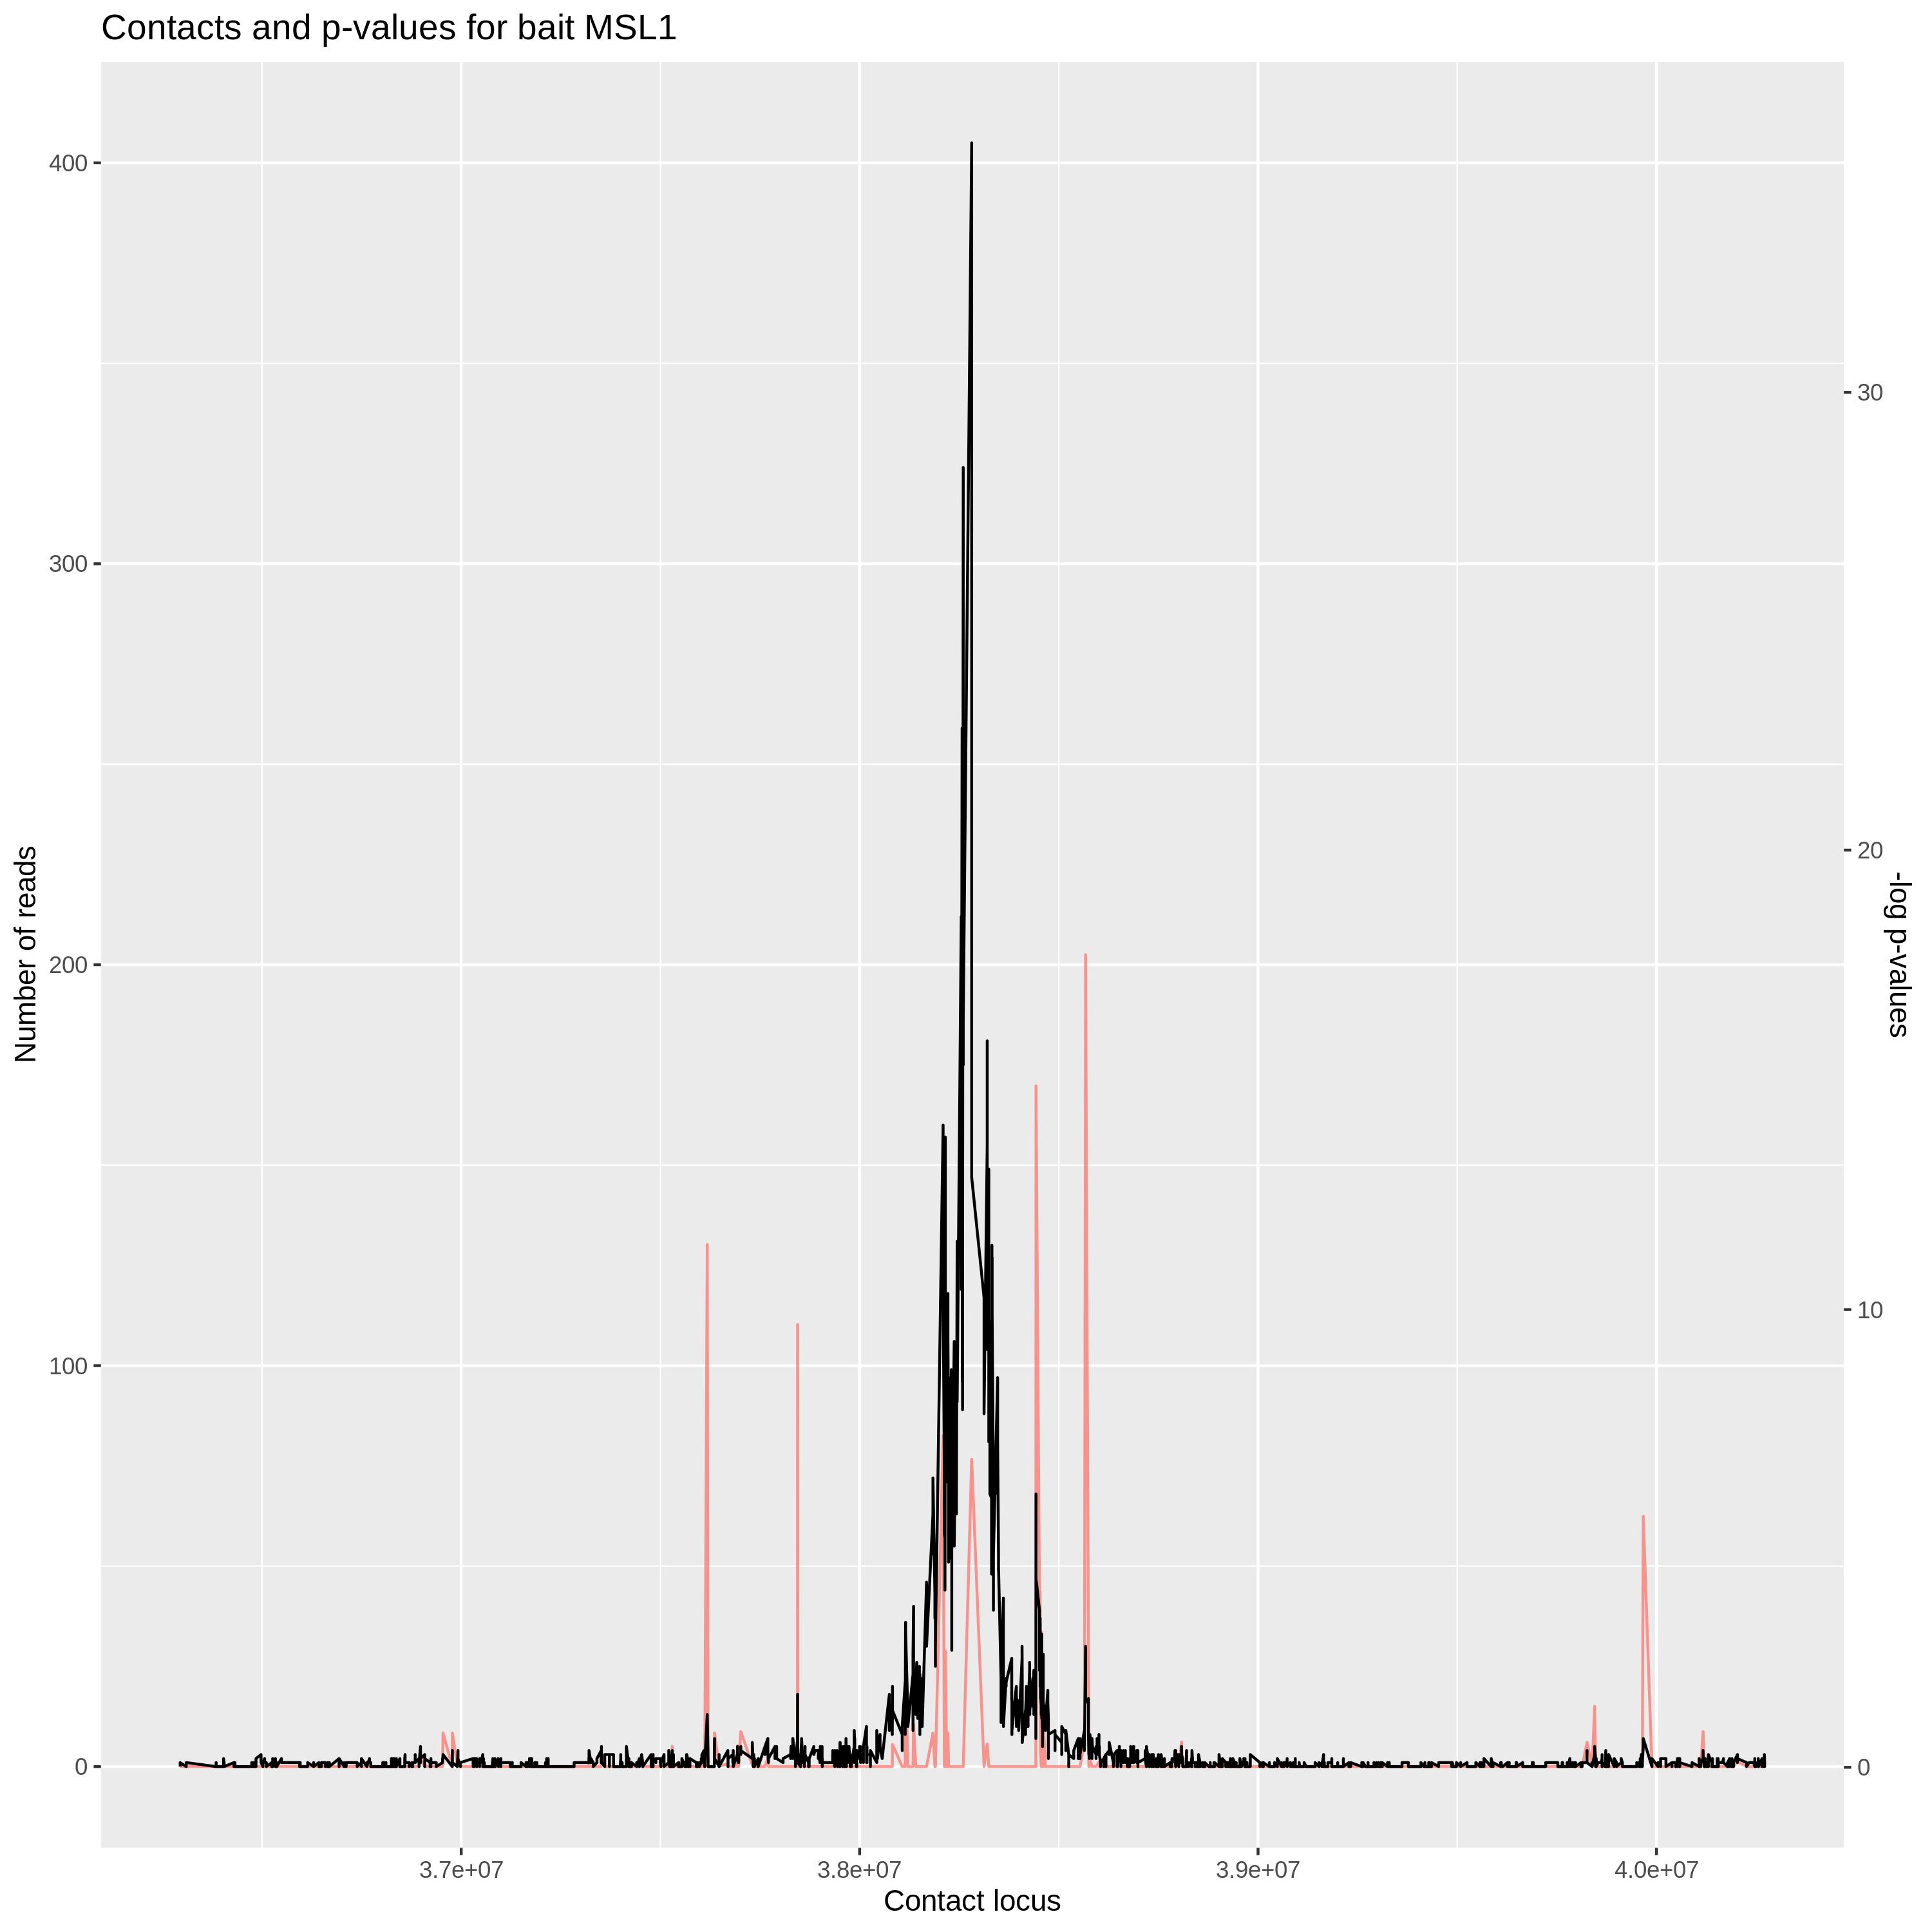 Contacts and p-values for bait MSL1
400
300
200
100
0
Number of reads
30
20
10
0
-log p-values
3.7e+07
3.8e+07
3.9e+07
4.0e+07
Contact locus